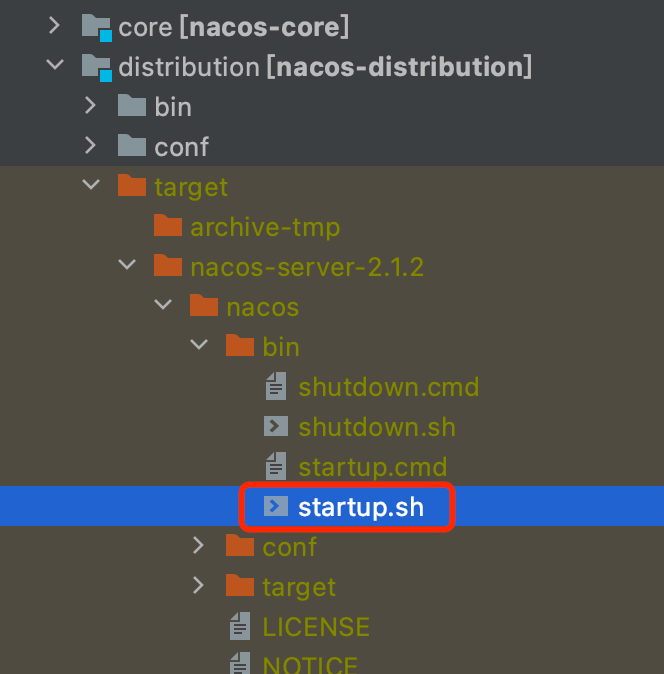 core [nacos-core]
distribution [nacos-distribution]
bin
conf
target
archive-tmp
nacos-server-2.1.2
nacos
bin
shutdown.cmd
shutdown.sh
startup.cmd
startup.sh
conf
target
LICENSE
NOTICE